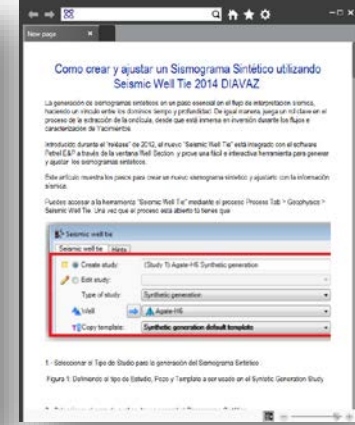 New page
Como crear y ajustar un Sismograma Sintético utilizando
Seismic Well Tie 2014 DIAVAZ
La generación de sismogramas sintéticos en un paso esencial en el flujo de interpretación sísmica,
haciendo un vínculo entre los dominios tiempo y profundidad. De igual manera, juega un rol clave en el
proceso de la extracción de la ondícula, desde que está inmersa en inversión durante los flujos e
caracterización de Yacimientos.
Introducido durante el "release" de 2012, el nuevo "Seismic Well Tie" está integrado con el software
Petrel E&P a través de la ventana Well Section, y prove una fácil e interactiva herramienta para generar
y ajustar los sismogramas sintéticos.
Este artículo muestra los pasos para crear un nuevo sismograma sintético y ajustarlo con la información
sísmica.
Puedes accesar a la herramienta "Seismic Well Tie" mediante el proceso Process Tab > Geophysics >
Seismic Well Tie. Una vez que el proceso está abierto tu tienes que:
Seismic well tie
Seismic well tie Hints
Create study: (Study 1) Agate-H6 Synthetic generation
Edit study:
Type of study: Synthetic generation
Well Agate-H6
Copy template: Synthetic generation default template
1.- Seleccionar el Tipo de Studio para la generación del Sismograma Sintético.
Figura 1: Definiendo el tipo de Estudio, Pozo y Template a ser usado en el Syntetic Generation Study.